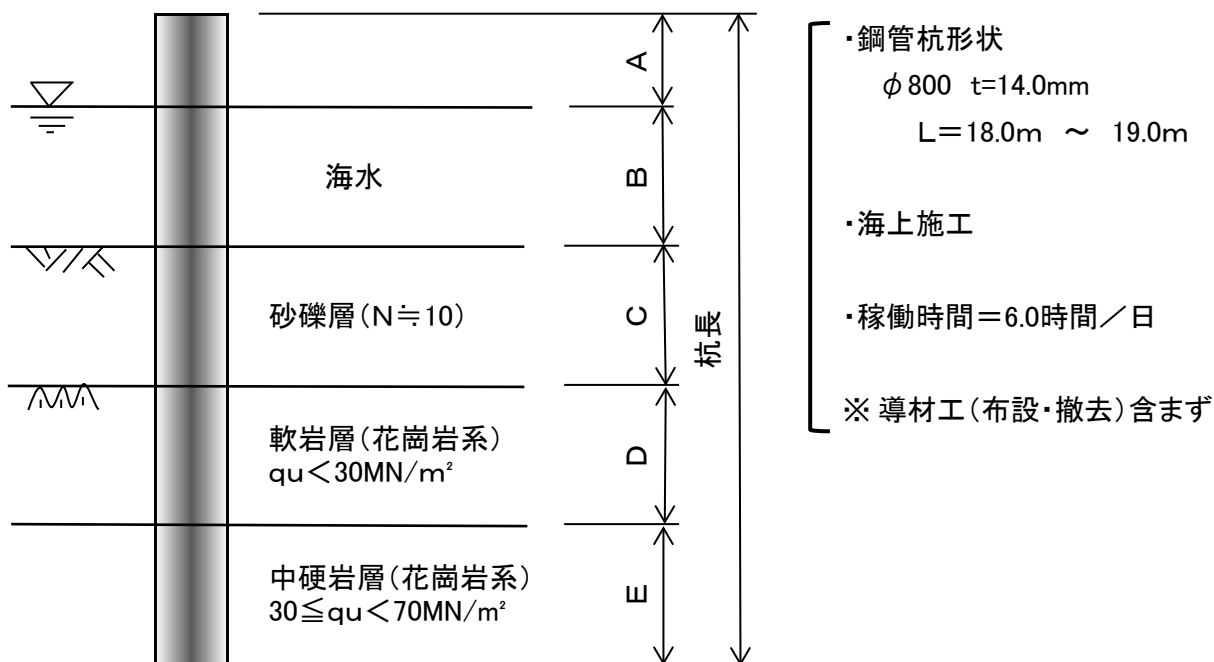 A
B
海水
C
砂礫層(N≒10)
杭長
D
軟岩層(花崗岩系)
qu<30MN/m²
E
中硬岩層(花崗岩系)
30≦qu<70MN/m²
・鋼管杭形状
φ800 t=14.0mm
L=18.0m ～ 19.0m
・海上施工
・稼働時間=6.0時間/日
※ 導材工(布設・撤去)含まず